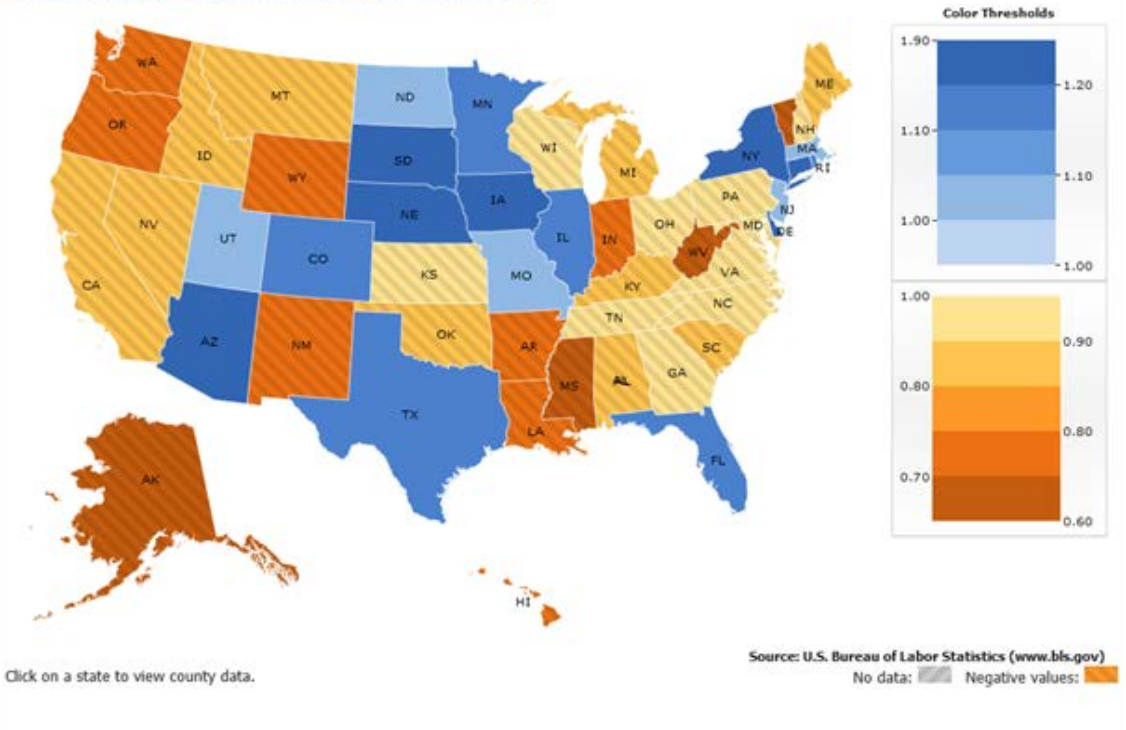 Color Thresholds
1.90
1.20
1.10
1.10
1.00
1.00
1.00
0.90
0.80
0.80
0.70
0.60
WA
OR
MT
ID
WY
NV
CA
UT
CO
AZ
NM
ND
SD
NE
KS
OK
TX
MN
IA
MO
AR
LA
WI
IL
MI
IN
OH
KY
TN
MS
AL
GA
FL
SC
NC
VA
WV
MD
DE
NJ
PA
NY
RI
MA
NH
ME
AK
HI
Click on a state to view county data.
Source: U.S. Bureau of Labor Statistics (www.bls.gov)
No data:
Negative values: